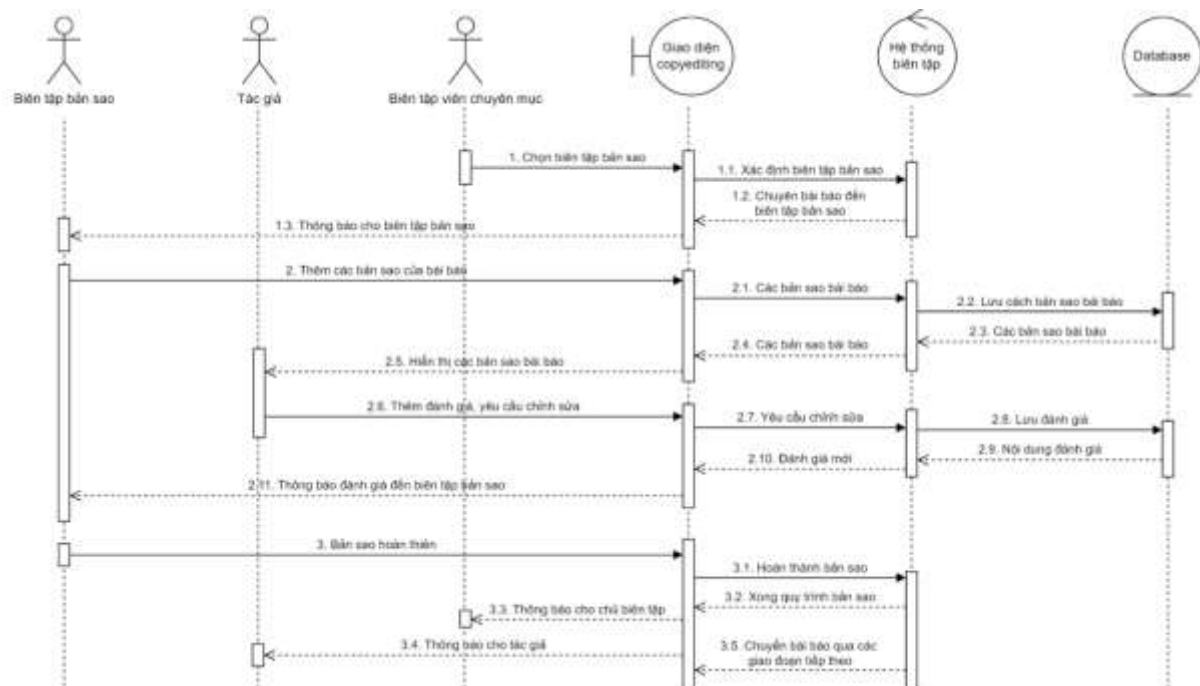 Giao diện
copyediting
Hệ thống
biên tập
Database
Biên tập bản sao
Tác giả
Biên tập viên chuyên mục
1. Chọn biên tập bản sao
1.1. Xác định biên tập bản sao
1.2. Chuyển bài báo đến
biên tập bản sao
1.3. Thông báo cho biên tập bản sao
2. Thêm các bản sao của bài báo
2.1. Các bản sao bài báo
2.2. Lưu cách bản sao bài báo
2.3. Các bản sao bài báo
2.4. Các bản sao bài báo
2.5. Hiển thị các bản sao bài báo
2.6. Thêm đánh giá, yêu cầu chỉnh sửa
2.7. Yêu cầu chỉnh sửa
2.8. Lưu đánh giá
2.9. Nội dung đánh giá
2.10. Đánh giá mới
2.11. Thông báo đánh giá đến biên tập bản sao
3. Bản sao hoàn thiện
3.1. Hoàn thành bản sao
3.2. Xong quy trình bản sao
3.3. Thông báo cho chủ biên tập
3.4. Thông báo cho tác giả
3.5. Chuyển bài báo qua các
giao đoạn tiếp theo